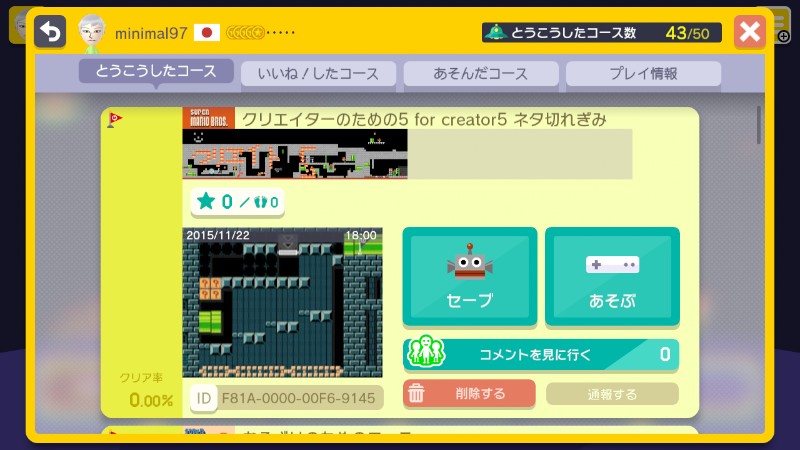 minimal97
とうこうしたコース数 43/50
とうこうしたコース
いいね!したコース
あそんだコース
プレイ情報
SUPER MARIO BROS.
クリエイターのための5 for creator5 ネタ切れぎみ
0 / 0
2015/11/22 18:00
セーブ
あそぶ
コメントを見に行く 0
クリア率
0.00%
ID F81A-0000-00F6-9145
削除する
通報する